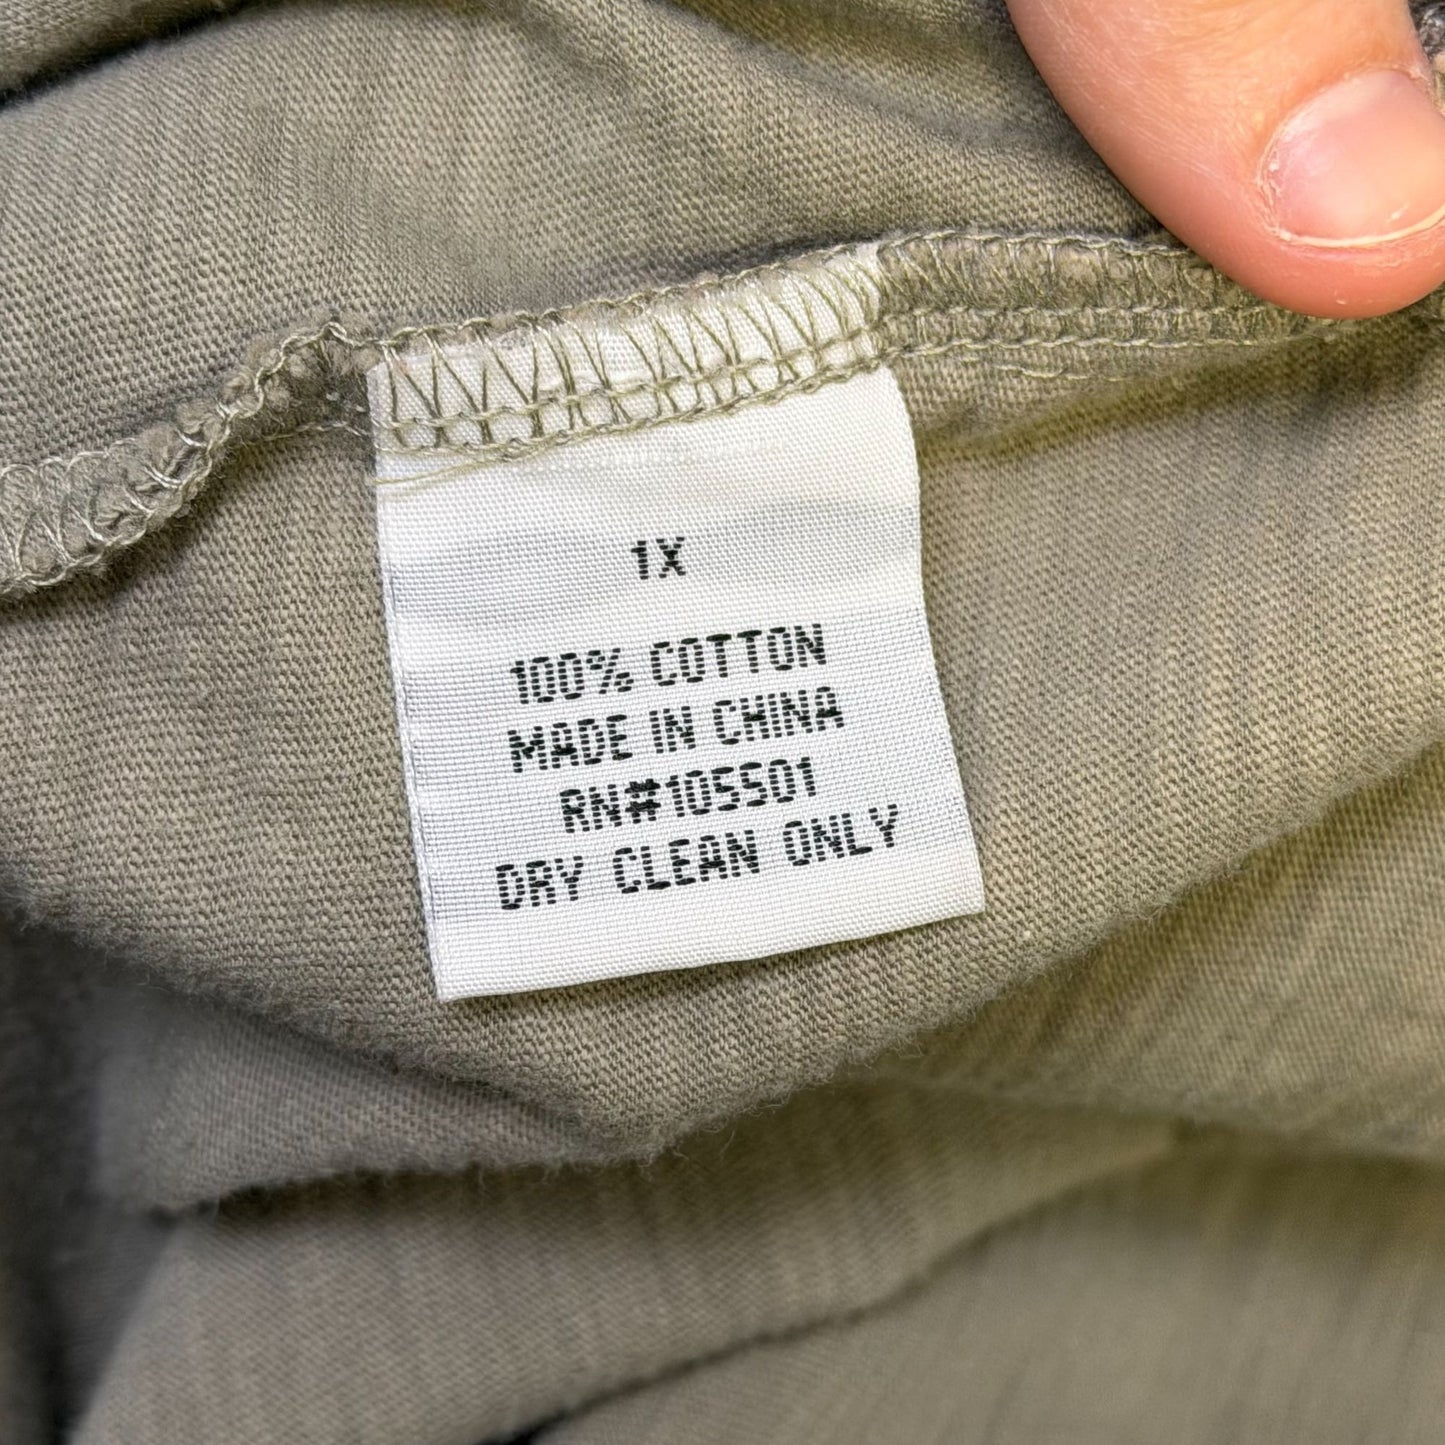 1X
100% COTTON
MADE IN CHINA
RN#105501
DRY CLEAN ONLY